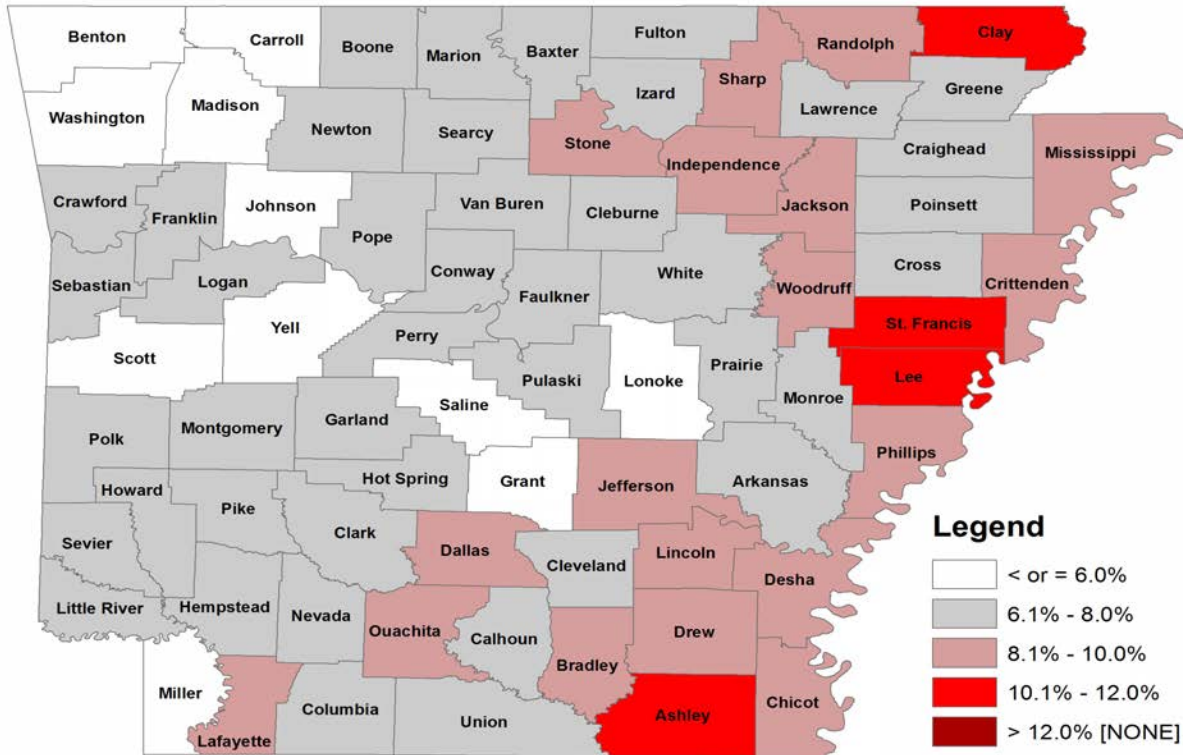 Benton
Carroll
Boone
Marion
Baxter
Fulton
Randolph
Clay
Sharp
Izard
Greene
Lawrence
Washington
Madison
Newton
Searcy
Stone
Independence
Craighead
Mississippi
Crawford
Franklin
Johnson
Pope
Van Buren
Cleburne
Jackson
Poinsett
Sebastian
Logan
Conway
Faulkner
White
Woodruff
Cross
Crittenden
Yell
Perry
St. Francis
Scott
Saline
Pulaski
Lonoke
Prairie
Monroe
Lee
Polk
Montgomery
Garland
Phillips
Hot Spring
Grant
Jefferson
Arkansas
Howard
Pike
Clark
Sevier
Dallas
Cleveland
Lincoln
Desha
Little River
Hempstead
Nevada
Ouachita
Calhoun
Drew
Bradley
Miller
Lafayette
Columbia
Union
Ashley
Chicot
Legend
< or = 6.0%
6.1% - 8.0%
8.1% - 10.0%
10.1% - 12.0%
> 12.0% [NONE]